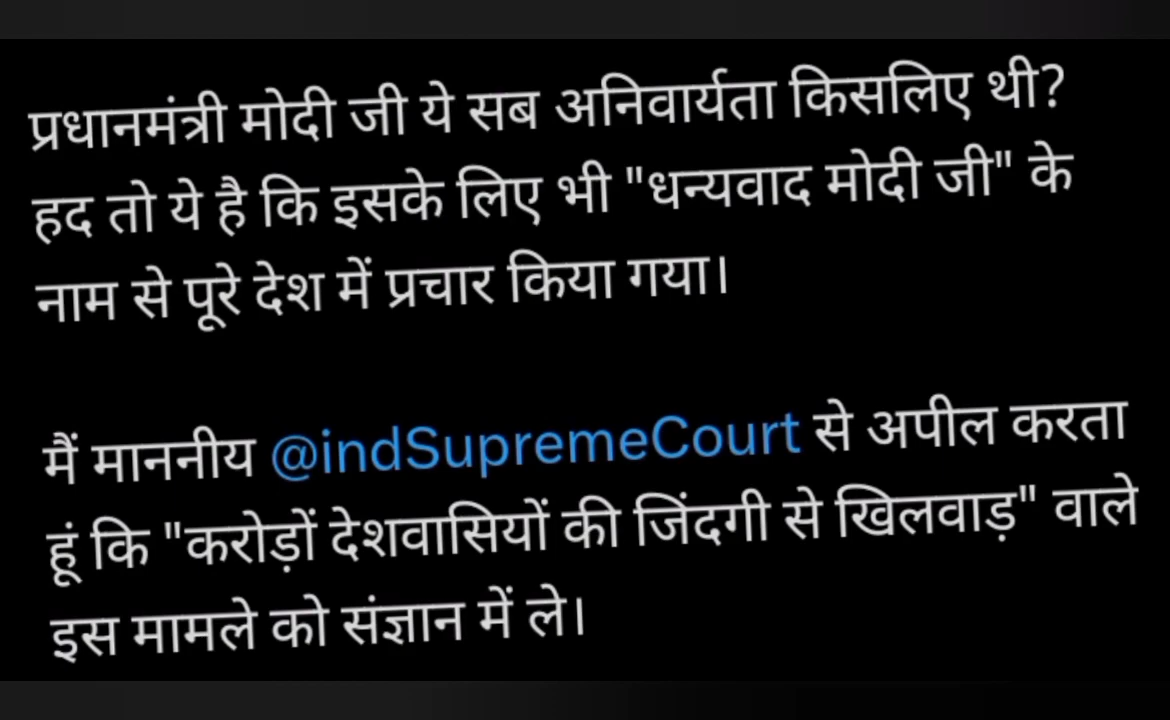 प्रधानमंत्री मोदी जी ये सब अनिवार्यता किसलिए थी?
हद तो ये है कि इसके लिए भी "धन्यवाद मोदी जी" के
नाम से पूरे देश में प्रचार किया गया।
मैं माननीय @indSupremeCourt से अपील करता
हूं कि "करोड़ों देशवासियों की जिंदगी से खिलवाड़" वाले
इस मामले को संज्ञान में ले।